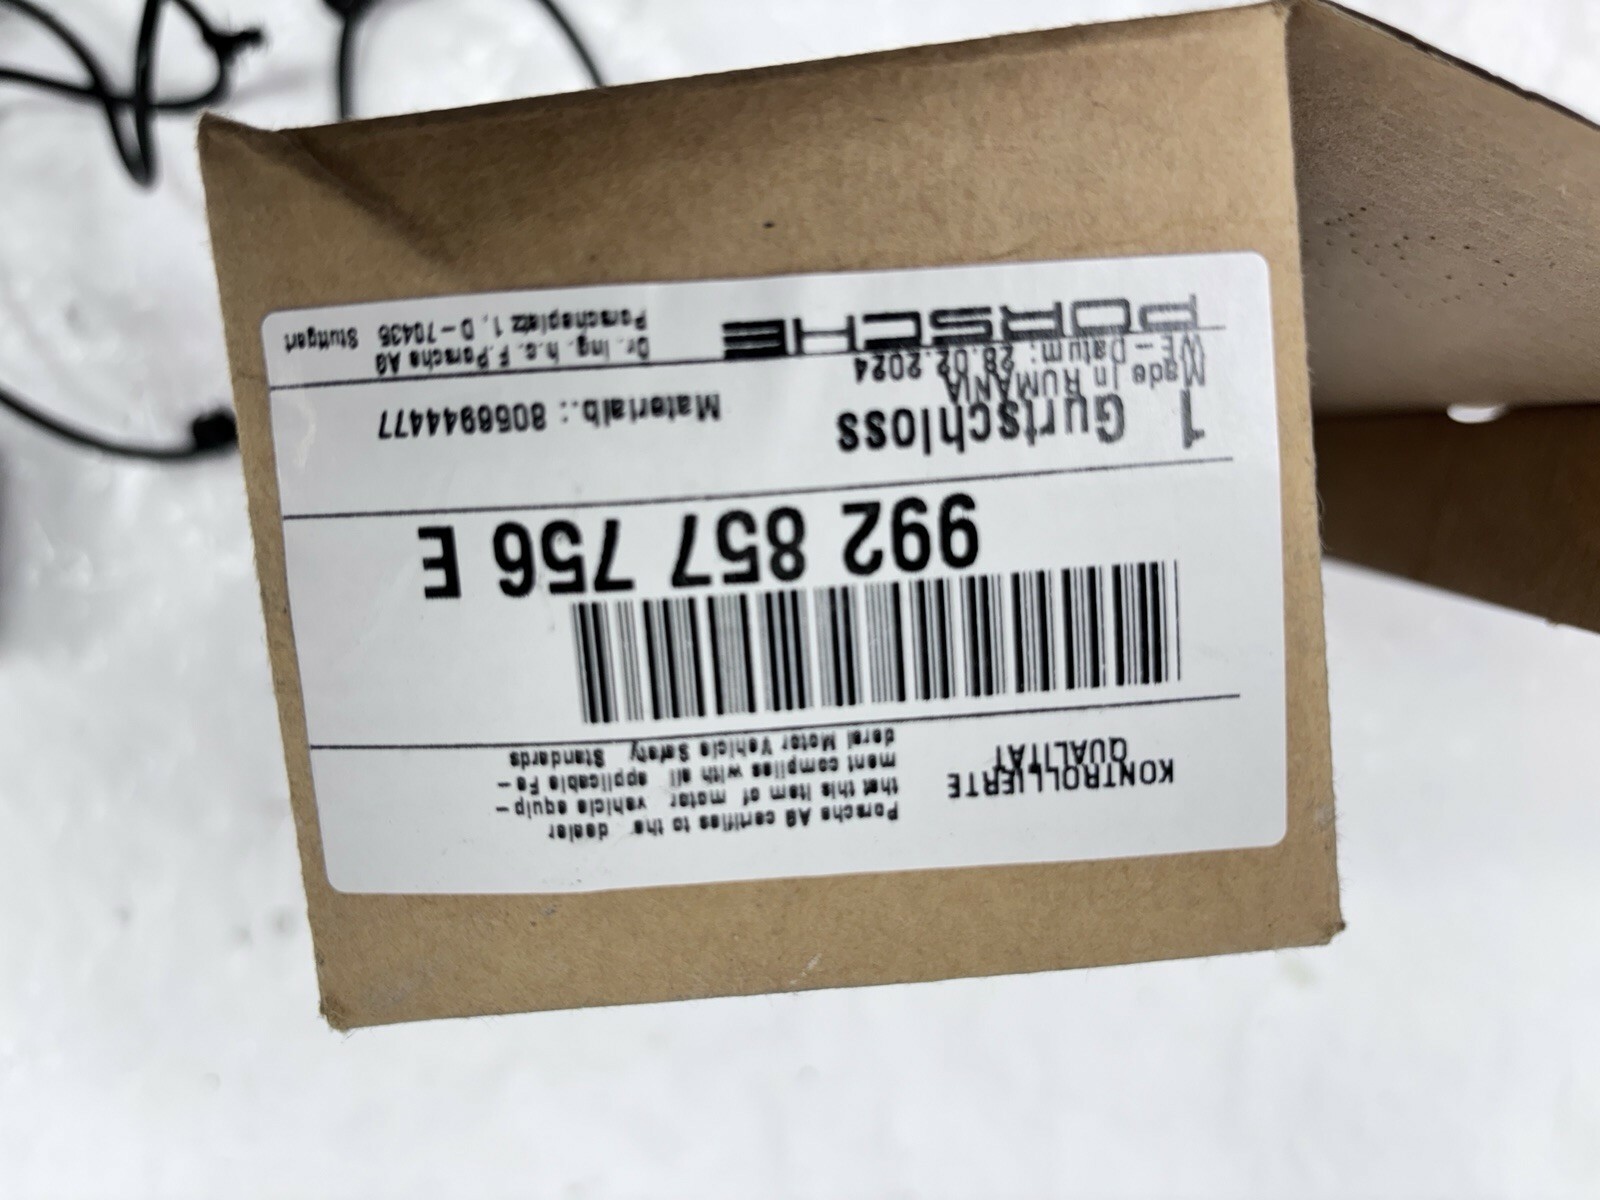 PORSCHE
Dr. Ing. h.c. F.Porsche AG
Porscheplatz 1, D-70435 Stuttgart
WE-Datum: 28.02.2024
Made in RUMÄNIA
1 Gurtschloss
Materialb.: 8056944477
992 857 756 E
KONTROLLIERTE
QUALITÄT
Porsche AG certifies to the dealer
that this item of motor vehicle equip-
ment complies with all applicable Fe-
deral Motor Vehicle Safety Standards